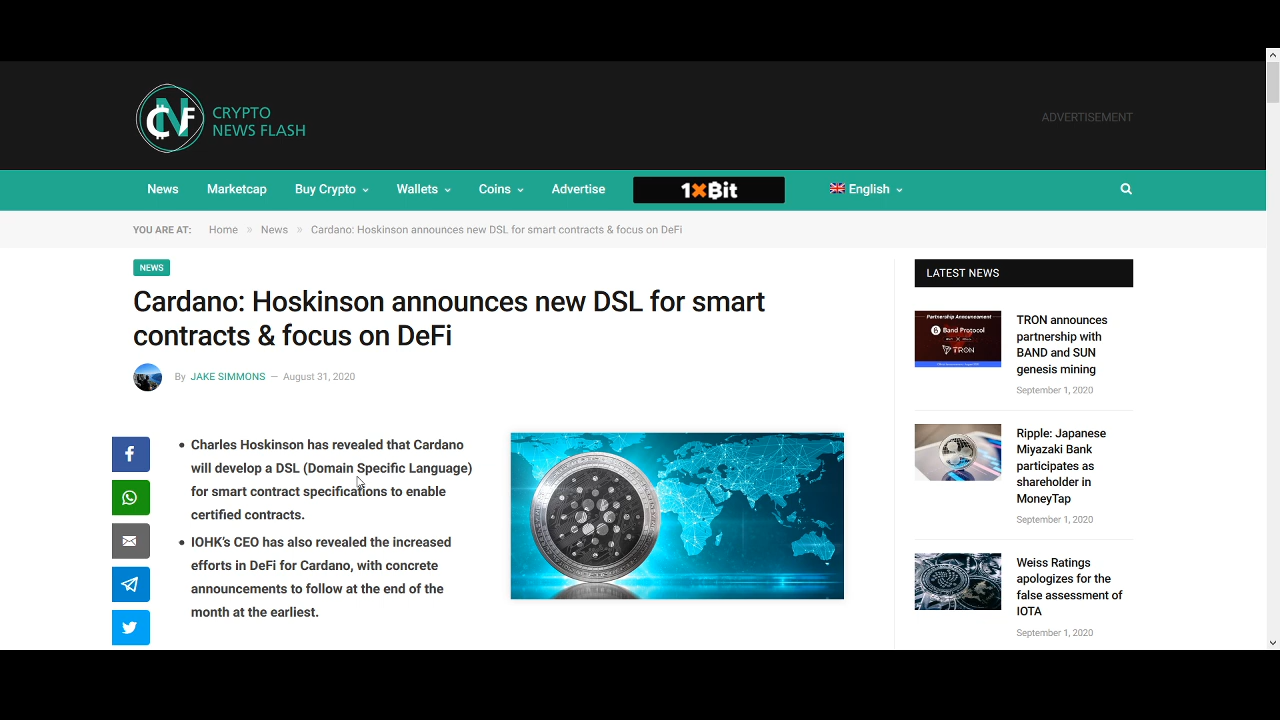 CRYPTO
NEWS FLASH
ADVERTISEMENT
News Marketcap Buy Crypto Wallets Coins Advertise 1xBit English
YOU ARE AT: Home » News » Cardano: Hoskinson announces new DSL for smart contracts & focus on DeFi
NEWS
Cardano: Hoskinson announces new DSL for smart
contracts & focus on DeFi
By JAKE SIMMONS — August 31, 2020
• Charles Hoskinson has revealed that Cardano
will develop a DSL (Domain Specific Language)
for smart contract specifications to enable
certified contracts.
• IOHK's CEO has also revealed the increased
efforts in DeFi for Cardano, with concrete
announcements to follow at the end of the
month at the earliest.
LATEST NEWS
Partnership Announcement
Band Protocol
TRON
TRON announces
partnership with
BAND and SUN
genesis mining
September 1, 2020
Ripple: Japanese
Miyazaki Bank
participates as
shareholder in
MoneyTap
September 1, 2020
Weiss Ratings
apologizes for the
false assessment of
IOTA
September 1, 2020